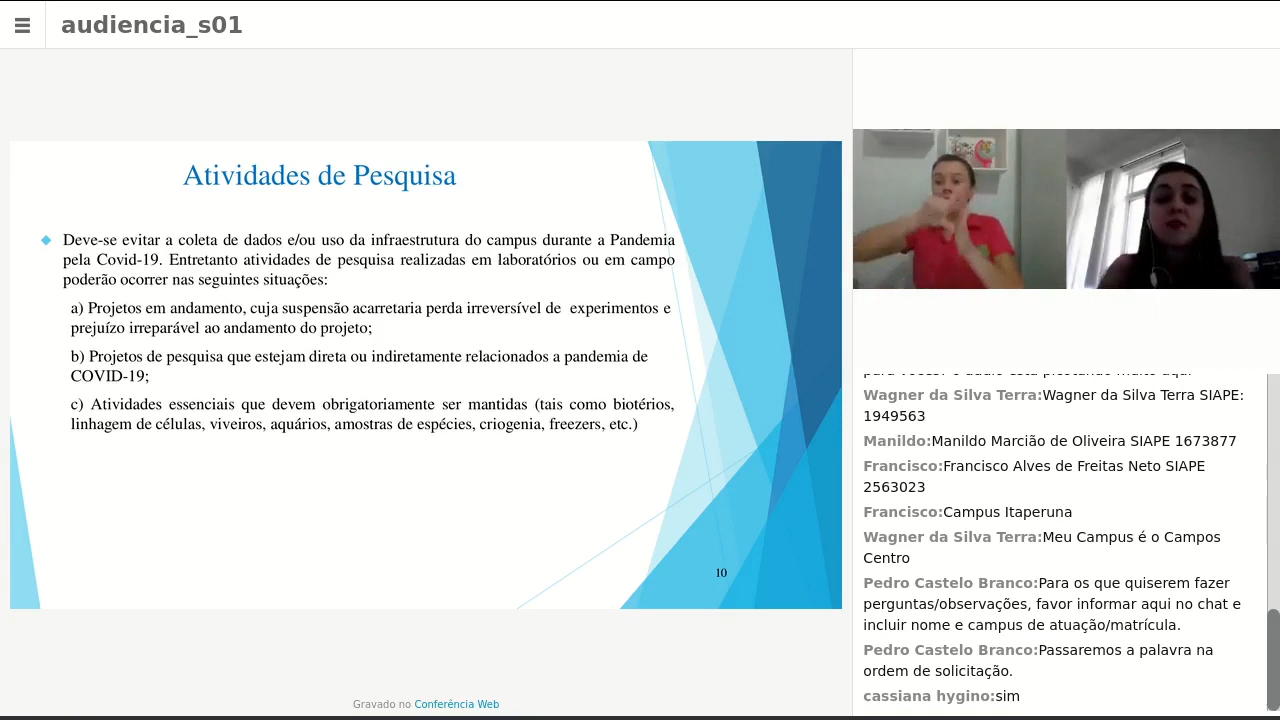 audiencia_s01
Atividades de Pesquisa
Deve-se evitar a coleta de dados e/ou uso da infraestrutura do campus durante a Pandemia
pela Covid-19. Entretanto atividades de pesquisa realizadas em laboratórios ou em campo
poderão ocorrer nas seguintes situações:
a) Projetos em andamento, cuja suspensão acarretaria perda irreversível de experimentos e
prejuízo irreparável ao andamento do projeto;
b) Projetos de pesquisa que estejam direta ou indiretamente relacionados a pandemia de
COVID-19;
c) Atividades essenciais que devem obrigatoriamente ser mantidas (tais como biotérios,
linhagem de células, viveiros, aquários, amostras de espécies, criogenia, freezers, etc.)
10
Gravado no Conferência Web
Wagner da Silva Terra:Wagner da Silva Terra SIAPE:
1949563
Manildo:Manildo Marcião de Oliveira SIAPE 1673877
Francisco:Francisco Alves de Freitas Neto SIAPE
2563023
Francisco:Campus Itaperuna
Wagner da Silva Terra:Meu Campus é o Campos
Centro
Pedro Castelo Branco:Para os que quiserem fazer
perguntas/observações, favor informar aqui no chat e
incluir nome e campus de atuação/matrícula.
Pedro Castelo Branco:Passaremos a palavra na
ordem de solicitação.
cassiana hygino:sim